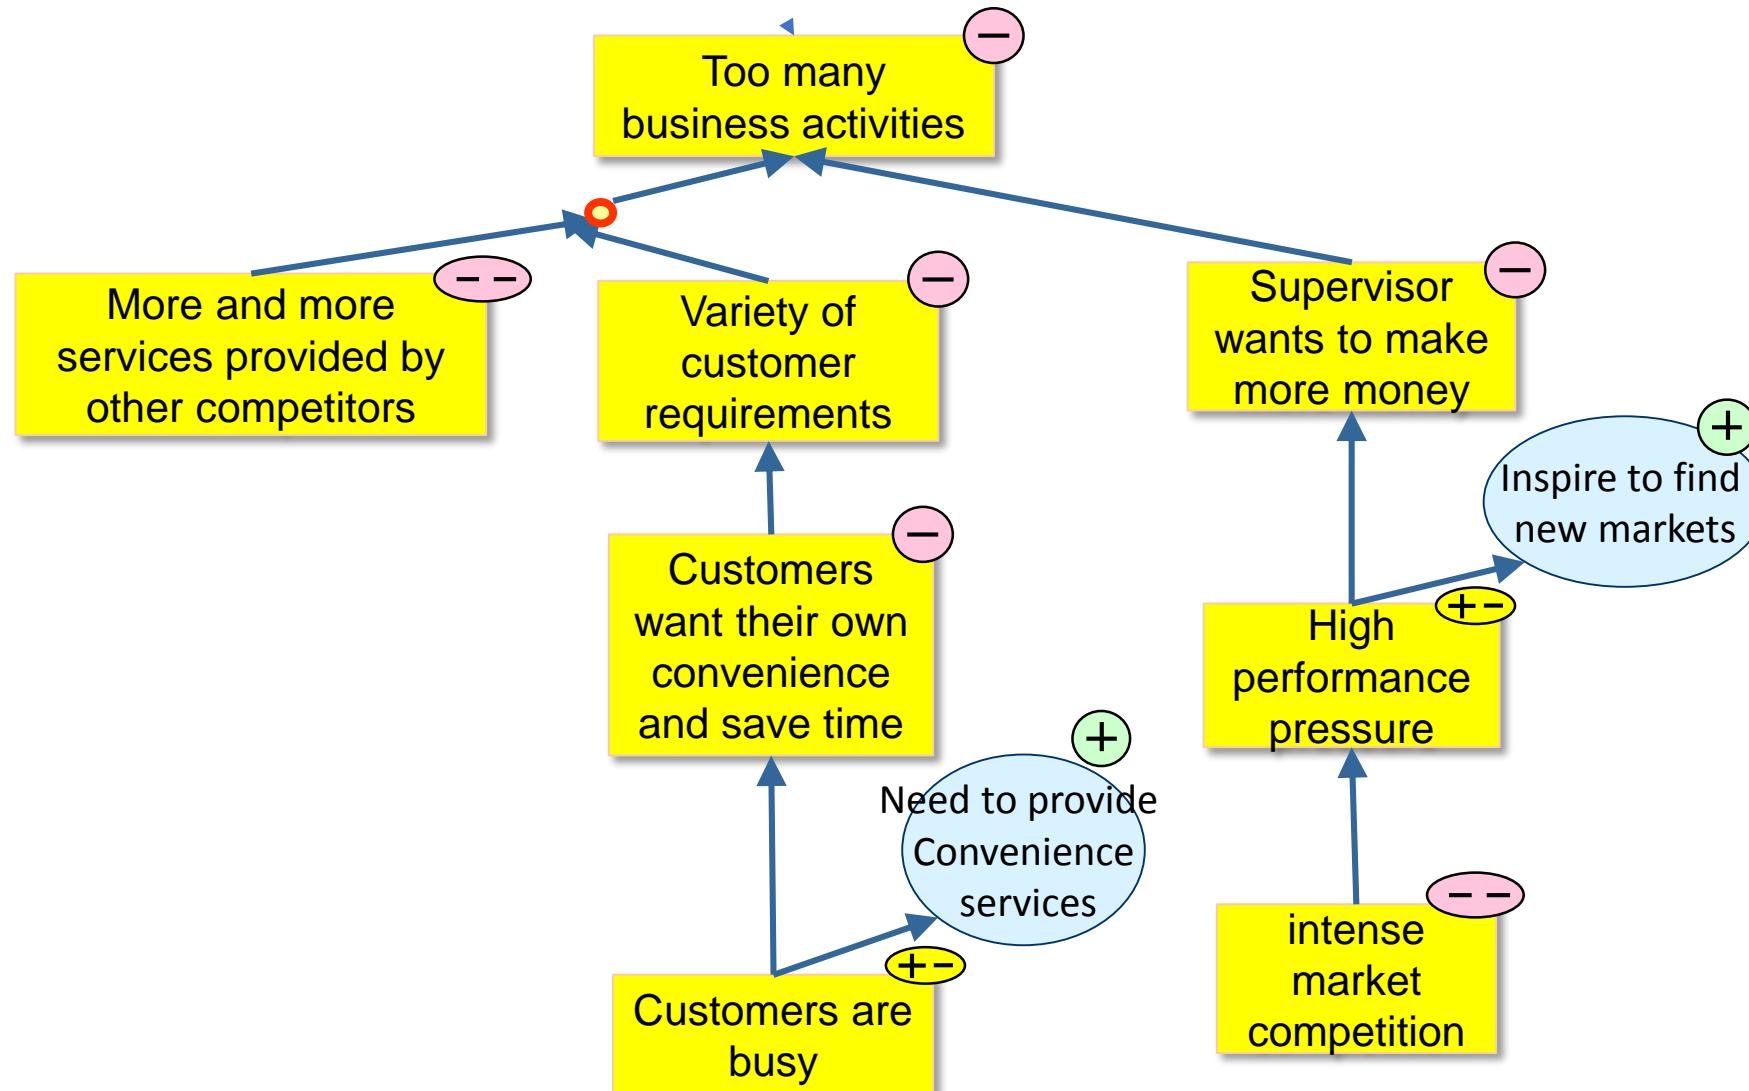 −
Too many
business activities
− −
More and more
services provided by
other competitors
−
Variety of
customer
requirements
−
Supervisor
wants to make
more money
+
Inspire to find
new markets
−
Customers
want their own
convenience
and save time
+ −
High
performance
pressure
+
Need to provide
Convenience
services
− −
intense
market
competition
+ −
Customers are
busy